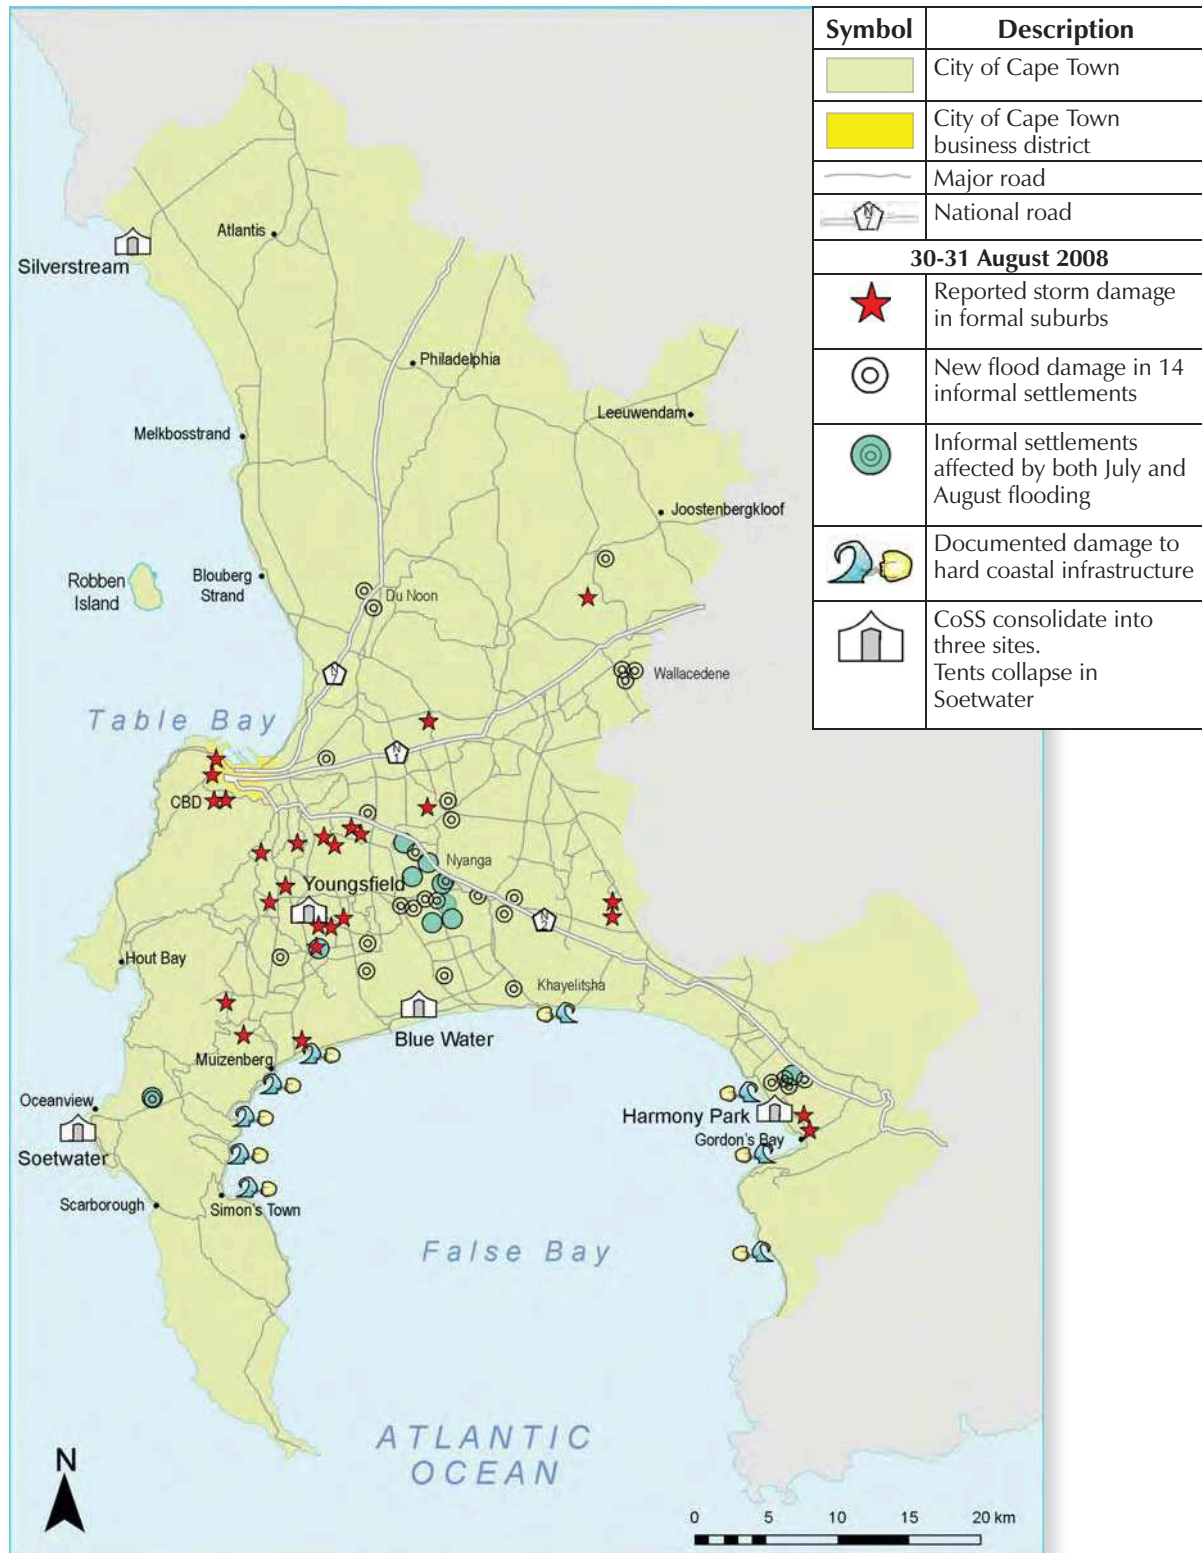 Symbol Description
City of Cape Town
City of Cape Town
business district
Major road
N
7
National road
30-31 August 2008
Reported storm damage
in formal suburbs
New flood damage in 14
informal settlements
Informal settlements
affected by both July and
August flooding
Documented damage to
hard coastal infrastructure
CoSS consolidate into
three sites.
Tents collapse in
Soetwater
Atlantis
Silverstream
Philadelphia
Leeuwendam
Melkbosstrand
Joostenbergkloof
Robben
Island
Blouberg
Strand
Du Noon
N
7
Wallacedene
Table Bay
N
1
CBD
Nyanga
Youngsfield
N
2
Hout Bay
Khayelitsha
Blue Water
Muizenberg
Oceanview
Harmony Park
Gordon's Bay
Soetwater
Scarborough
Simon's Town
False Bay
ATLANTIC
OCEAN
N
0 5 10 15 20 km